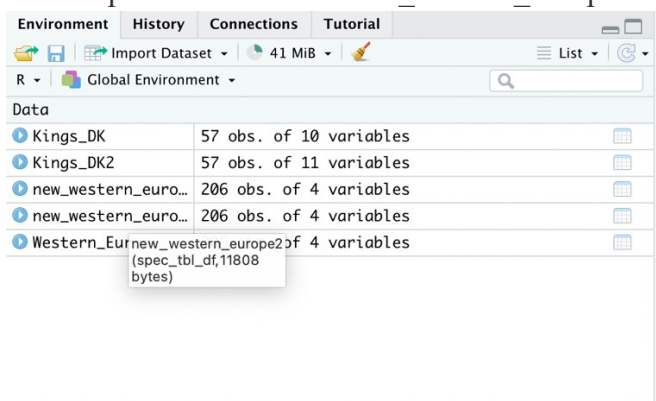 Environment History Connections Tutorial
Import Dataset 41 MiB List
R Global Environment
Data
Kings_DK 57 obs. of 10 variables
Kings_DK2 57 obs. of 11 variables
new_western_euro… 206 obs. of 4 variables
new_western_euro… 206 obs. of 4 variables
Western_Eur of 4 variables
new_western_europe2
(spec_tbl_df,11808
bytes)